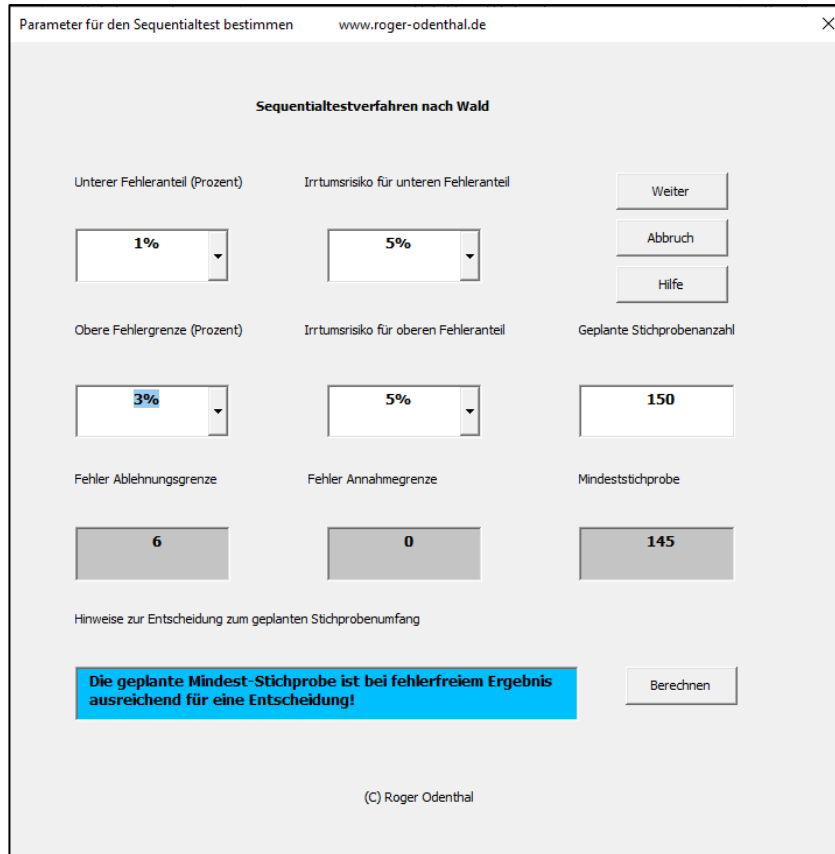 Parameter für den Sequentialtest bestimmen www.roger-odenthal.de
Sequentialtestverfahren nach Wald
Unterer Fehleranteil (Prozent) Irrtumsrisiko für unteren Fehleranteil
Weiter
1% 5%
Abbruch
Hilfe
Obere Fehlergrenze (Prozent) Irrtumsrisiko für oberen Fehleranteil Geplante Stichprobenanzahl
3% 5% 150
Fehler Ablehnungsgrenze Fehler Annahmegrenze Mindeststichprobe
6 0 145
Hinweise zur Entscheidung zum geplanten Stichprobenumfang
Die geplante Mindest-Stichprobe ist bei fehlerfreiem Ergebnis
ausreichend für eine Entscheidung!
Berechnen
(C) Roger Odenthal